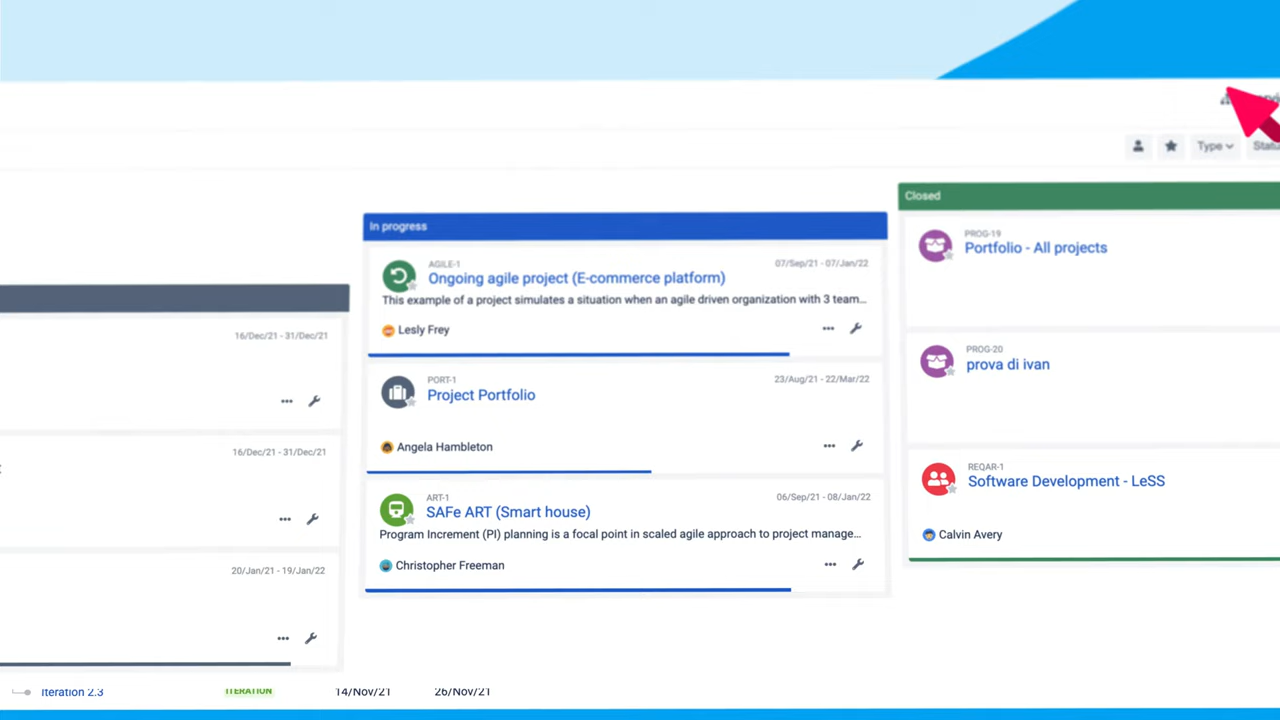 Type
In progress
Closed
AGILE-1
07/Sep/21 - 07/Jan/22
Ongoing agile project (E-commerce platform)
This example of a project simulates a situation when an agile driven organization with 3 team...
Lesly Frey
PORT-1
23/Aug/21 - 22/Mar/22
Project Portfolio
Angela Hambleton
ART-1
06/Sep/21 - 08/Jan/22
SAFe ART (Smart house)
Program Increment (PI) planning is a focal point in scaled agile approach to project manage...
Christopher Freeman
PROG-19
Portfolio - All projects
PROG-20
prova di ivan
REQAR-1
Software Development - LeSS
Calvin Avery
16/Dec/21 - 31/Dec/21
16/Dec/21 - 31/Dec/21
20/Jan/21 - 19/Jan/22
Iteration 2.3 ITERATION 14/Nov/21 26/Nov/21